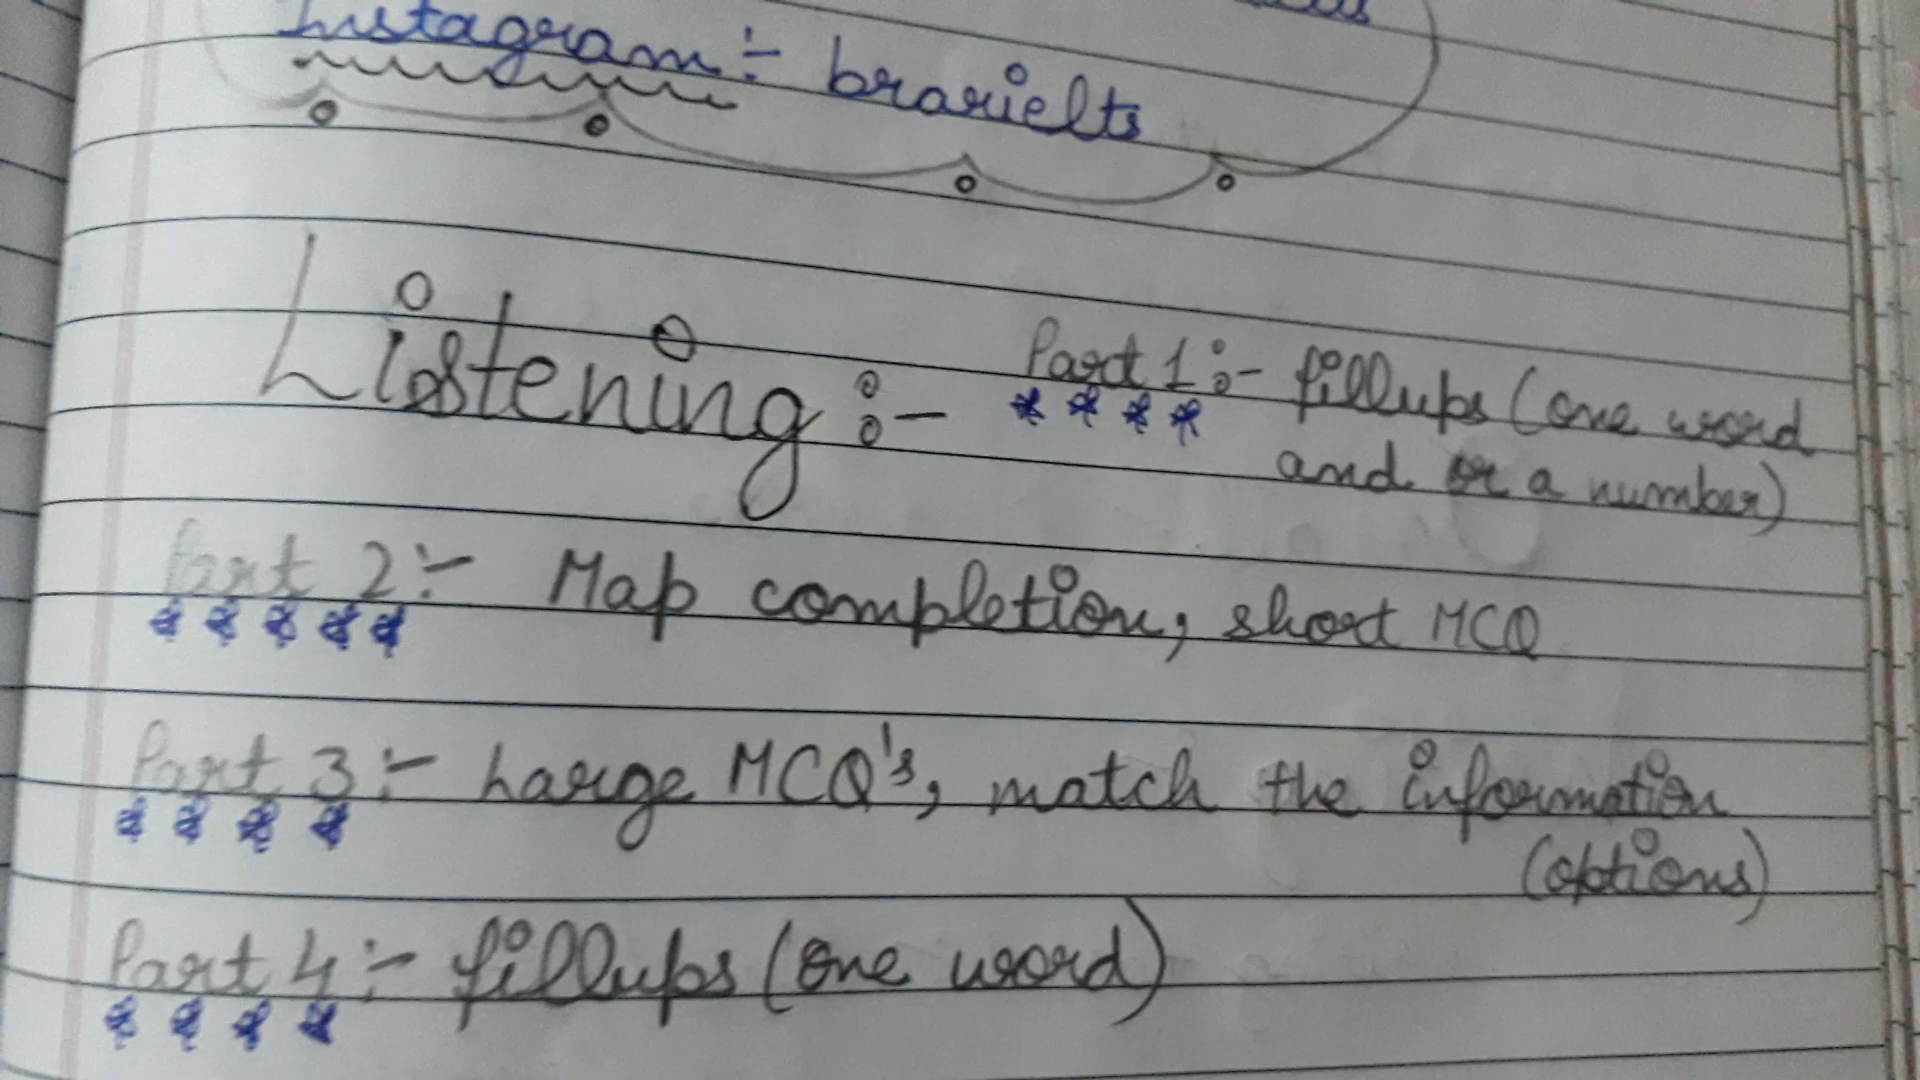 Instagram :- brarielts
Listening :- Part 1 :- fillups (one word
and or a number)
Part 2 :- Map completion, short MCQ
Part 3 :- Large MCQ's, match the information
(options)
Part 4 :- fillups (one word)